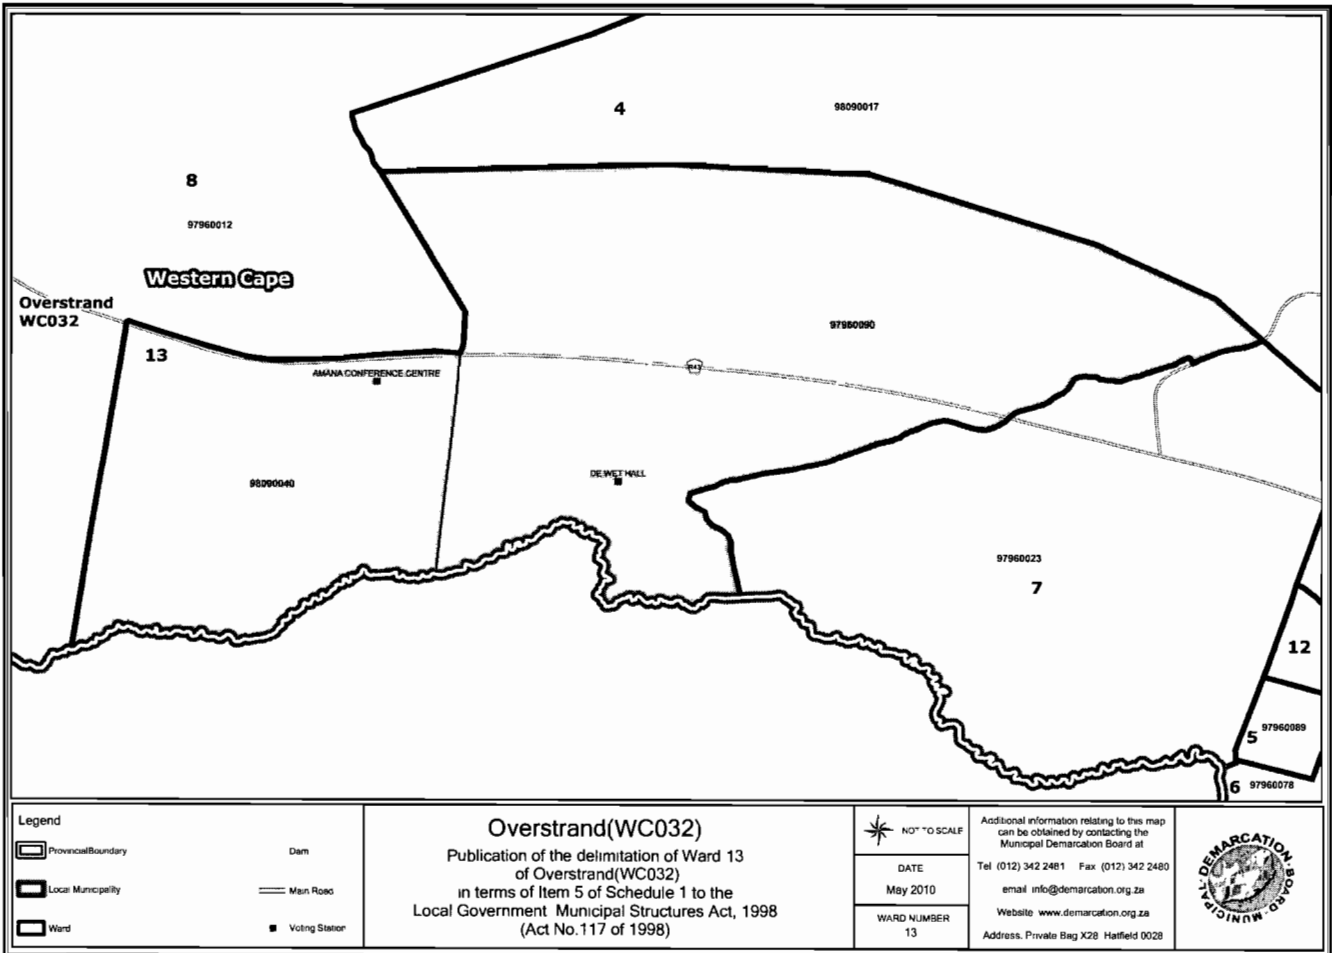 4
98090017
8
97960012
Western Cape
Overstrand
WC032
13
97960090
R43
AMANA CONFERENCE CENTRE
DE WET HALL
98090040
97960023
7
12
5
97960089
6
97960078
Legend
Provincial Boundary
Dam
Local Municipality
Main Road
Ward
Voting Station
Overstrand(WC032)
Publication of the delimitation of Ward 13
of Overstrand(WC032)
in terms of Item 5 of Schedule 1 to the
Local Government Municipal Structures Act, 1998
(Act No.117 of 1998)
NOT TO SCALE
DATE
May 2010
WARD NUMBER
13
Additional information relating to this map
can be obtained by contacting the
Municipal Demarcation Board at
Tel (012) 342 2481 Fax (012) 342 2480
email info@demarcation.org.za
Website www.demarcation.org.za
Address. Private Bag X28 Hatfield 0028
MUNICIPAL DEMARCATION BOARD